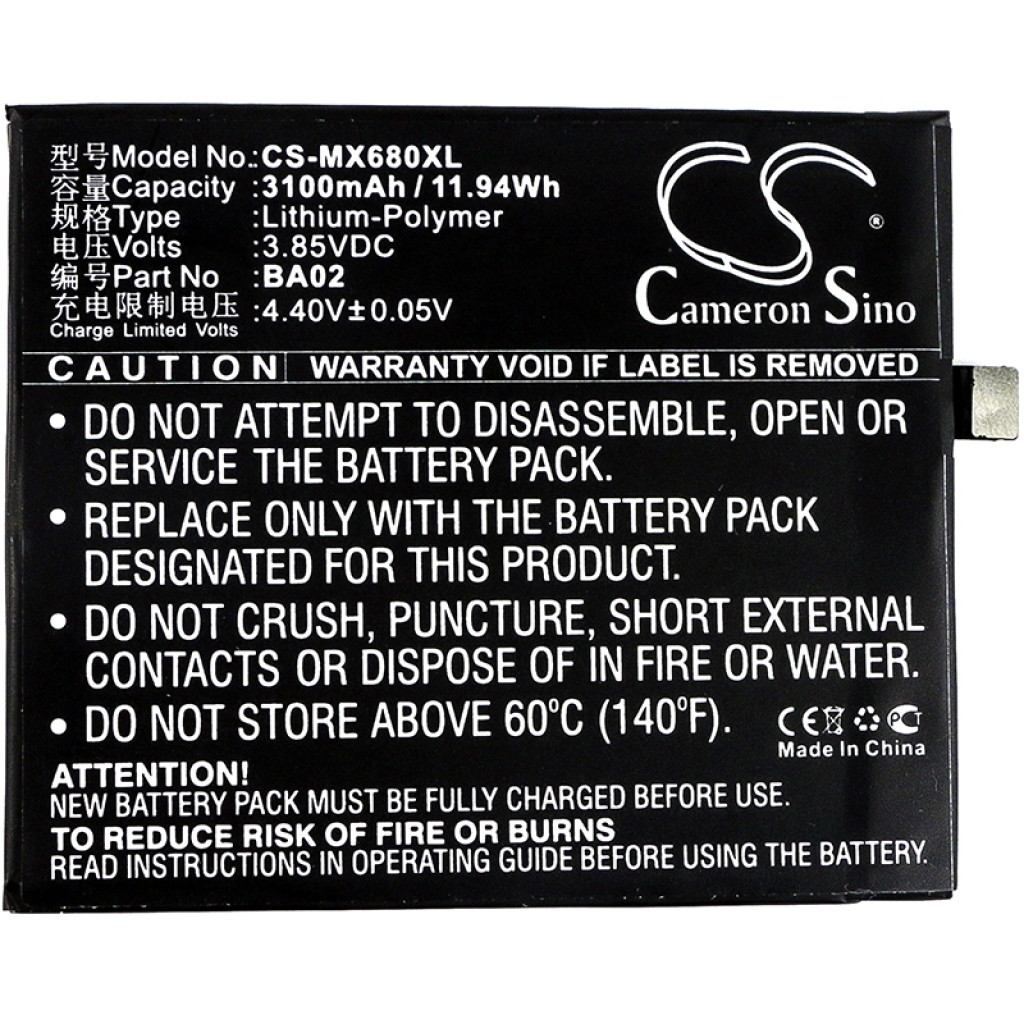 型号Model No.:CS-MX680XL
容量Capacity :3100mAh / 11.94Wh
规格Type :Lithium-Polymer
电压Volts :3.85VDC
编号Part No :BA02
充电限制电压 :4.40V±0.05V
Charge Limited Volts
CS ®
Cameron Sino
CAUTION WARRANTY VOID IF LABEL IS REMOVED
• DO NOT ATTEMPT TO DISASSEMBLE, OPEN OR
SERVICE THE BATTERY PACK.
• REPLACE ONLY WITH THE BATTERY PACK
DESIGNATED FOR THIS PRODUCT.
• DO NOT CRUSH, PUNCTURE, SHORT EXTERNAL
CONTACTS OR DISPOSE OF IN FIRE OR WATER.
• DO NOT STORE ABOVE 60°C (140°F).
CE PCT
Made In China
ATTENTION!
NEW BATTERY PACK MUST BE FULLY CHARGED BEFORE USE.
TO REDUCE RISK OF FIRE OR BURNS
READ INSTRUCTIONS IN OPERATING GUIDE BEFORE USING THE BATTERY.